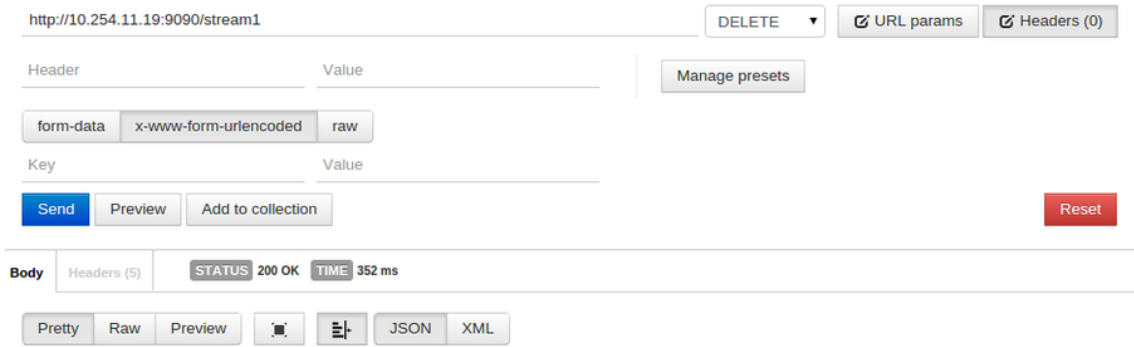 http://10.254.11.19:9090/stream1 DELETE URL params Headers (0)
Header Value Manage presets
form-data x-www-form-urlencoded raw
Key Value
Send Preview Add to collection Reset
Body Headers (5) STATUS 200 OK TIME 352 ms
Pretty Raw Preview JSON XML